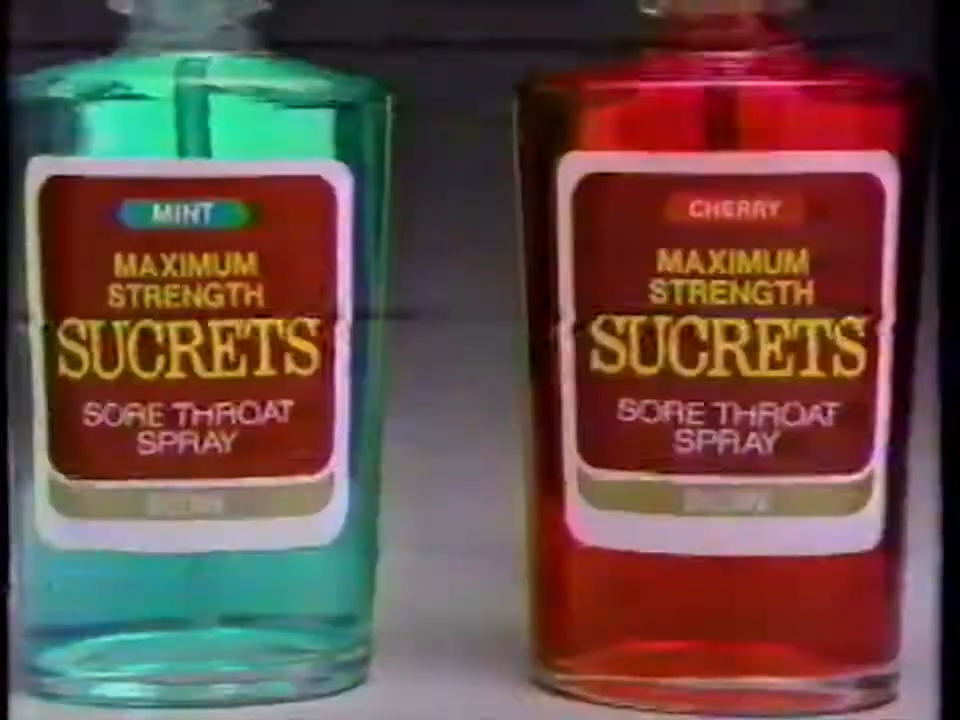 MINT
MAXIMUM
STRENGTH
SUCRETS
SORE THROAT
SPRAY
CHERRY
MAXIMUM
STRENGTH
SUCRETS
SORE THROAT
SPRAY